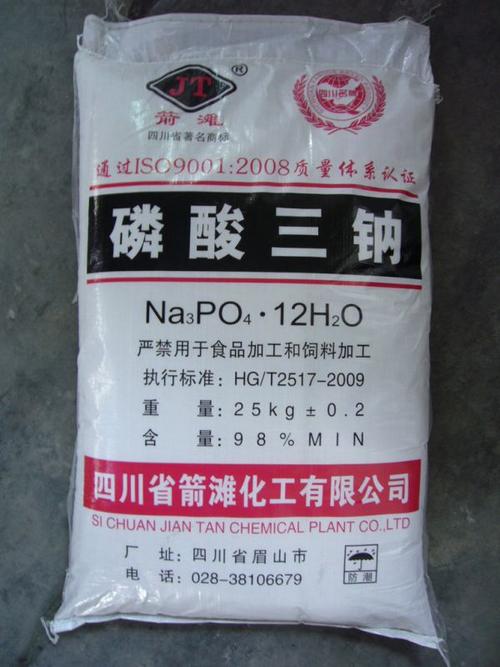 JT®
箭滩
四川省著名商标
四川名牌
通过ISO9001:2008质量体系认证
磷酸三钠
Na₃PO₄·12H₂O
严禁用于食品加工和饲料加工
执行标准：HG/T2517-2009
重 量：25kg±0.2
含 量：98%MIN
四川省箭滩化工有限公司
SI CHUAN JIAN TAN CHEMICAL PLANT CO.,LTD
厂 址：四川省眉山市
电 话：028-38106679
防潮